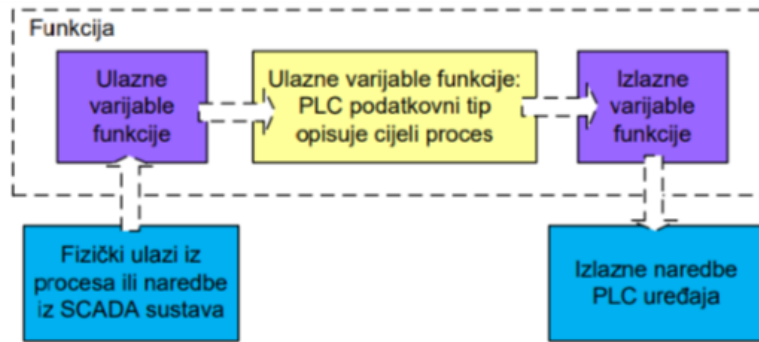 Funkcija
Ulazne
varijable
funkcije
Ulazne varijable funkcije:
PLC podatkovni tip
opisuje cijeli proces
Izlazne
varijable
funkcije
Fizički ulazi iz
procesa ili naredbe
iz SCADA sustava
Izlazne naredbe
PLC uređaja